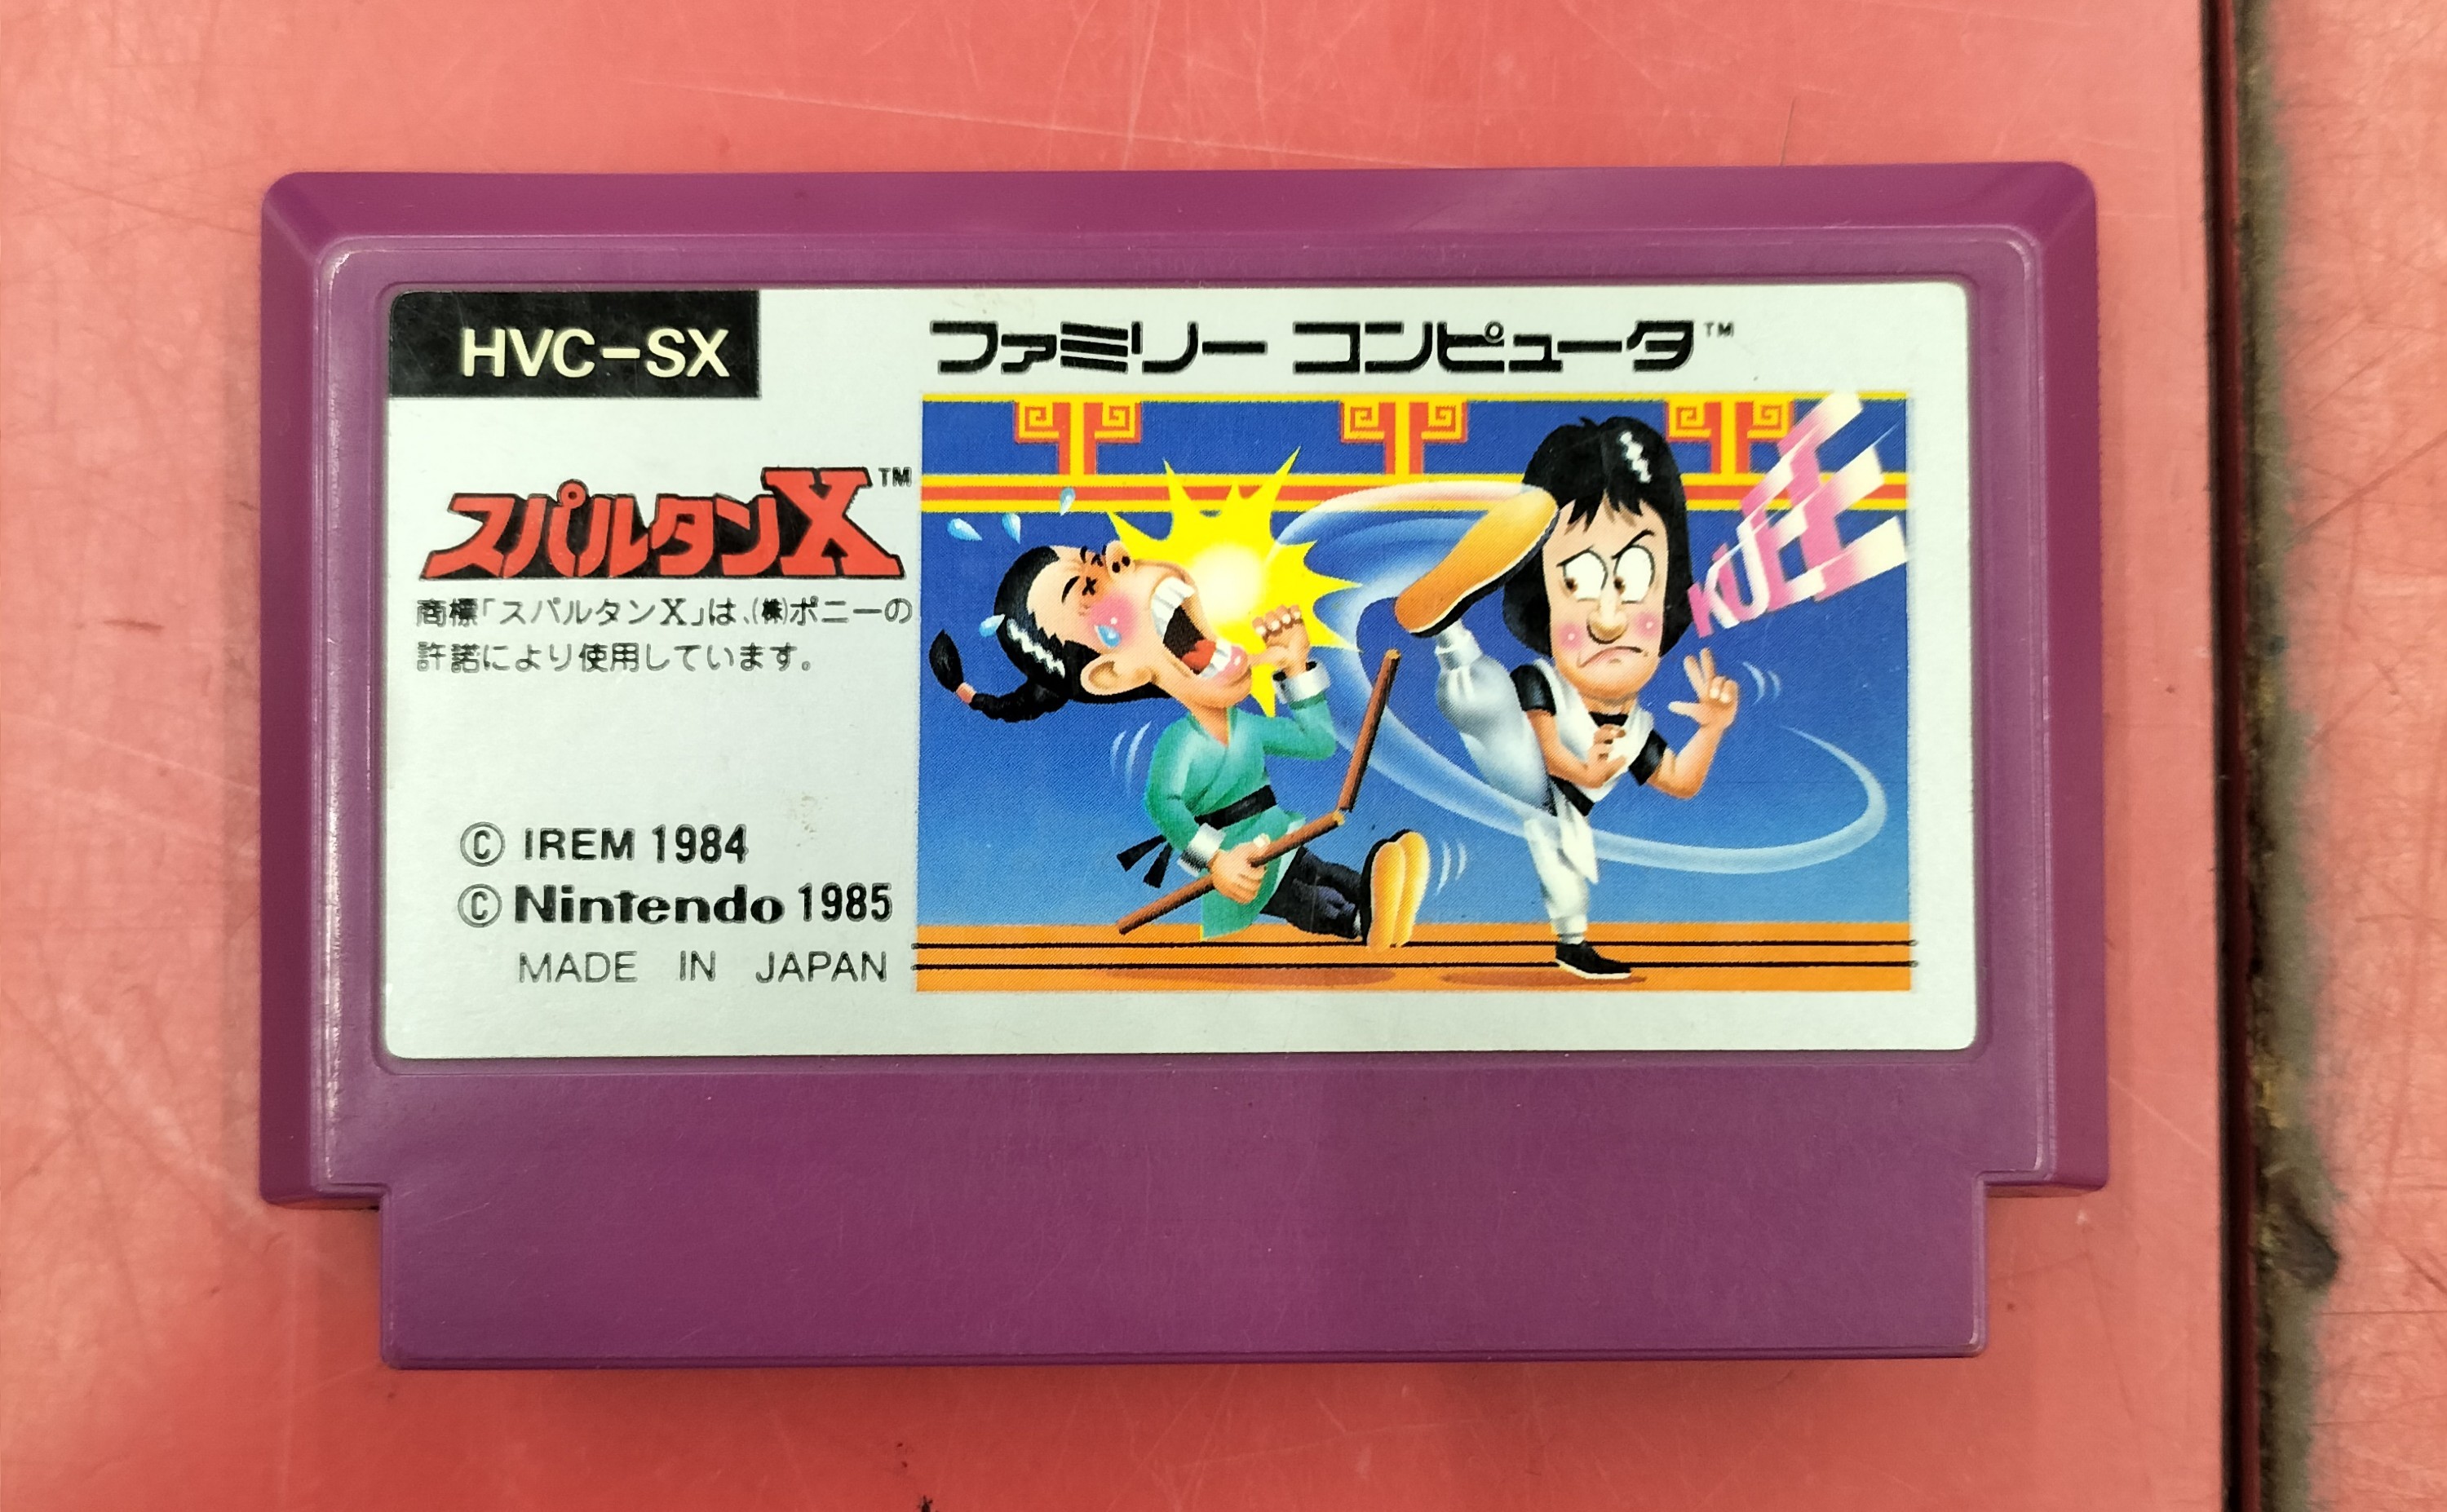 HVC-SX
ファミリー コンピュータ™
スパルタンX™
商標「スパルタンX」は、㈱ポニーの
許諾により使用しています。
© IREM 1984
© Nintendo 1985
MADE IN JAPAN
KUEEE